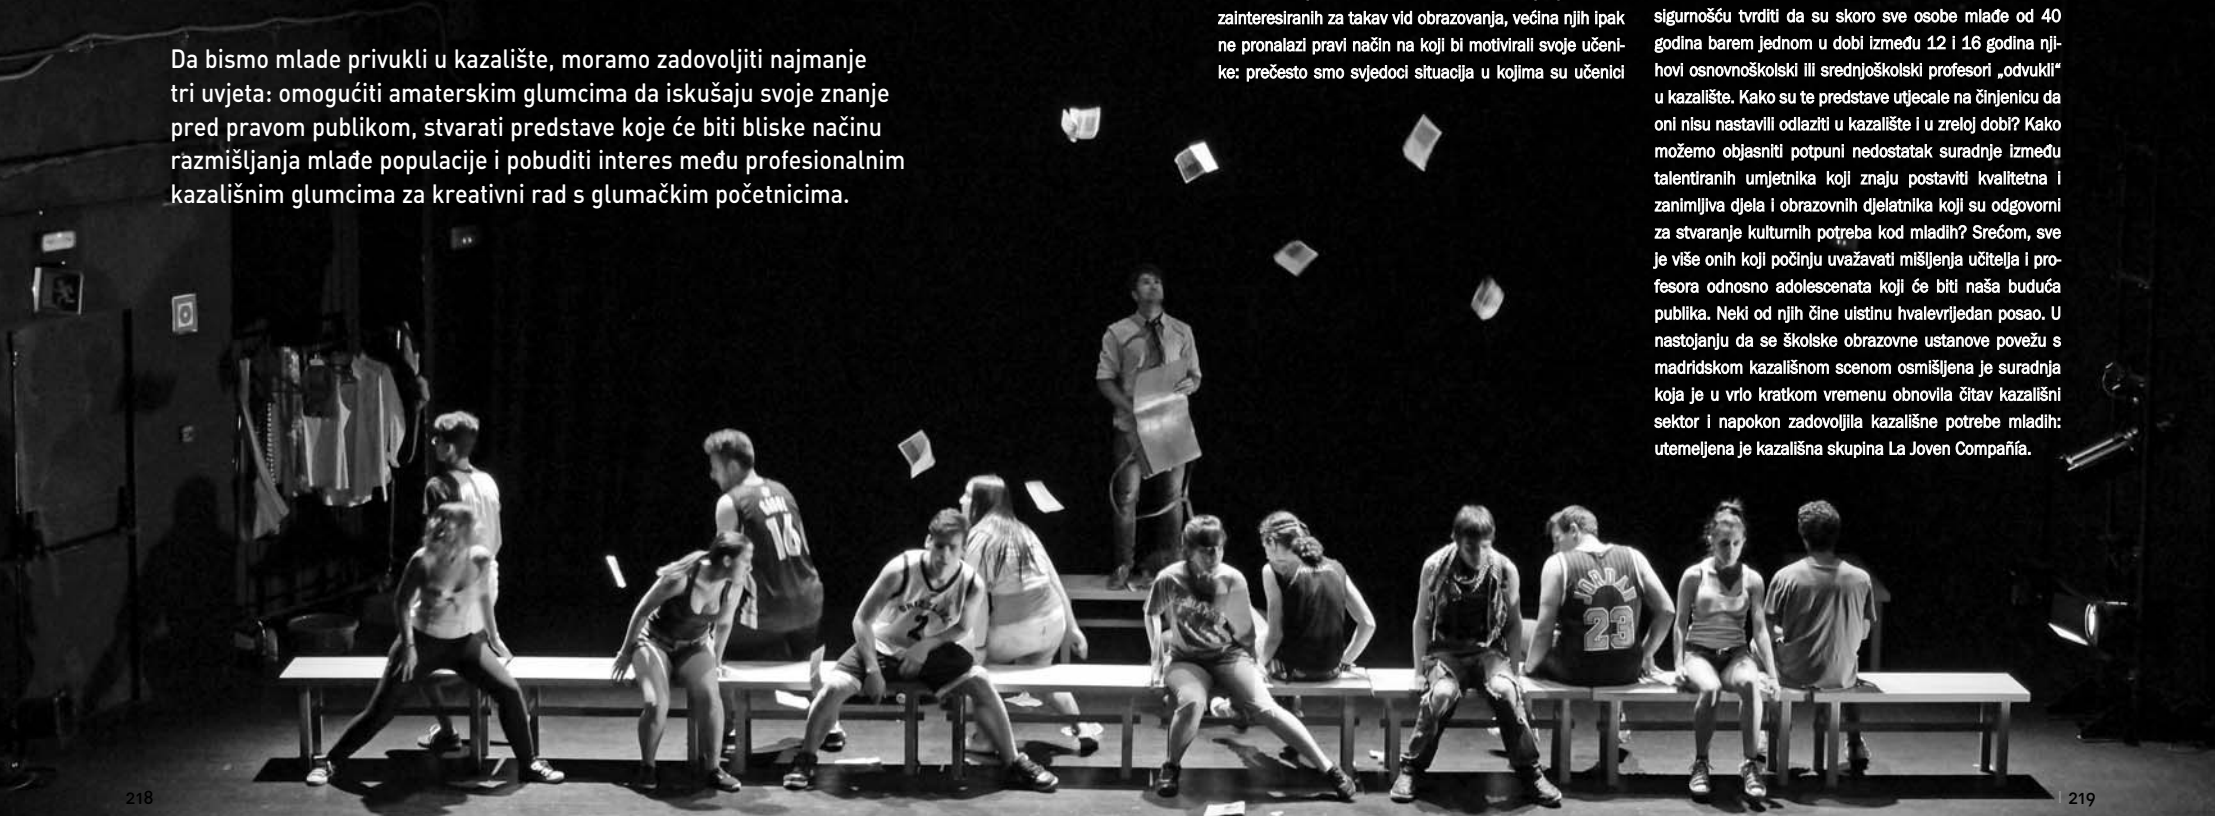 Da bismo mlade privukli u kazalište, moramo zadovoljiti najmanje
tri uvjeta: omogućiti amaterskim glumcima da iskušaju svoje znanje
pred pravom publikom, stvarati predstave koje će biti bliske načinu
razmišljanja mlađe populacije i pobuditi interes među profesionalnim
kazališnim glumcima za kreativni rad s glumačkim početnicima.
zainteresiranih za takav vid obrazovanja, većina njih ipak
ne pronalazi pravi način na koji bi motivirali svoje učeni-
ke: prečesto smo svjedoci situacija u kojima su učenici
sigurnošću tvrditi da su skoro sve osobe mlađe od 40
godina barem jednom u dobi između 12 i 16 godina nji-
hovi osnovnoškolski ili srednjoškolski profesori „odvukli“
u kazalište. Kako su te predstave utjecale na činjenicu da
oni nisu nastavili odlaziti u kazalište i u zreloj dobi? Kako
možemo objasniti potpuni nedostatak suradnje između
talentiranih umjetnika koji znaju postaviti kvalitetna i
zanimljiva djela i obrazovnih djelatnika koji su odgovorni
za stvaranje kulturnih potreba kod mladih? Srećom, sve
je više onih koji počinju uvažavati mišljenja učitelja i pro-
fesora odnosno adolescenata koji će biti naša buduća
publika. Neki od njih čine uistinu hvalevrijedan posao. U
nastojanju da se školske obrazovne ustanove povežu s
madridskom kazališnom scenom osmišljena je suradnja
koja je u vrlo kratkom vremenu obnovila čitav kazališni
sektor i napokon zadovoljila kazališne potrebe mladih:
utemeljena je kazališna skupina La Joven Compañía.
16
2
JORDAN
23
218
219